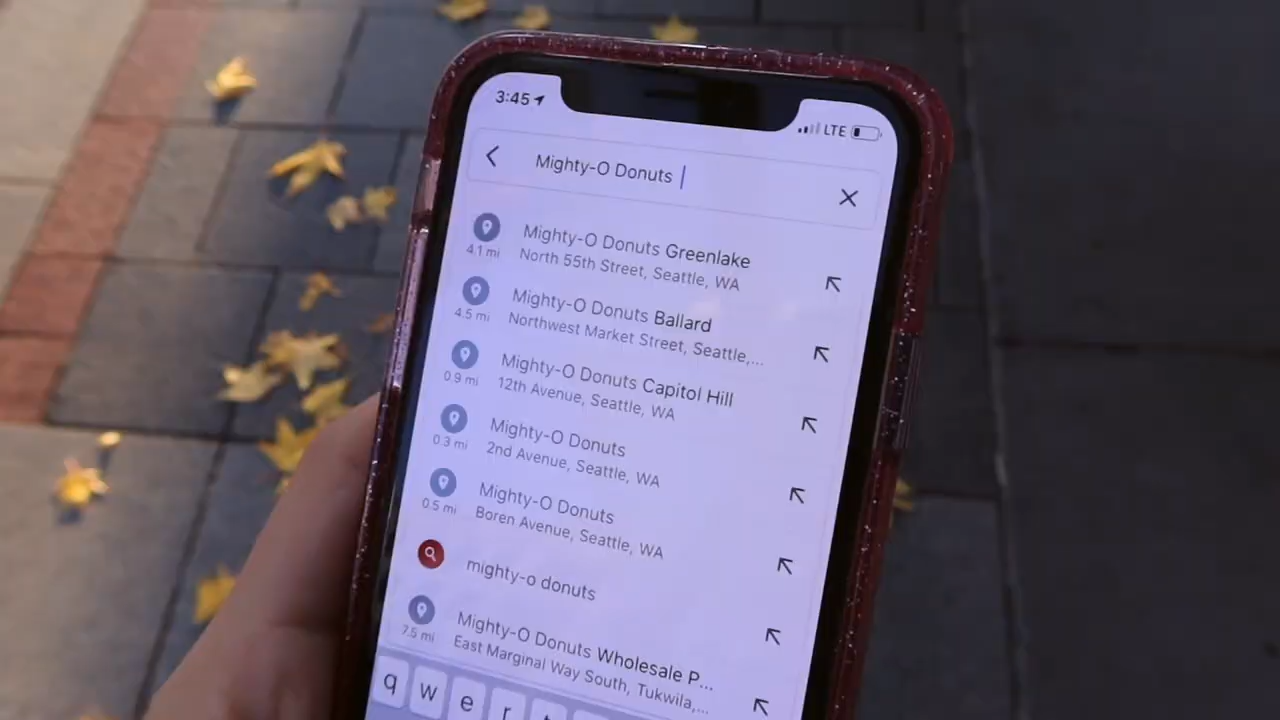 3:45
LTE
Mighty-O Donuts
Mighty-O Donuts Greenlake
4.1 mi
North 55th Street, Seattle, WA
Mighty-O Donuts Ballard
4.5 mi
Northwest Market Street, Seattle,...
Mighty-O Donuts Capitol Hill
0.9 mi
12th Avenue, Seattle, WA
Mighty-O Donuts
0.3 mi
2nd Avenue, Seattle, WA
Mighty-O Donuts
0.5 mi
Boren Avenue, Seattle, WA
mighty-o donuts
Mighty-O Donuts Wholesale P...
7.5 mi
East Marginal Way South, Tukwila,...
q w e r t